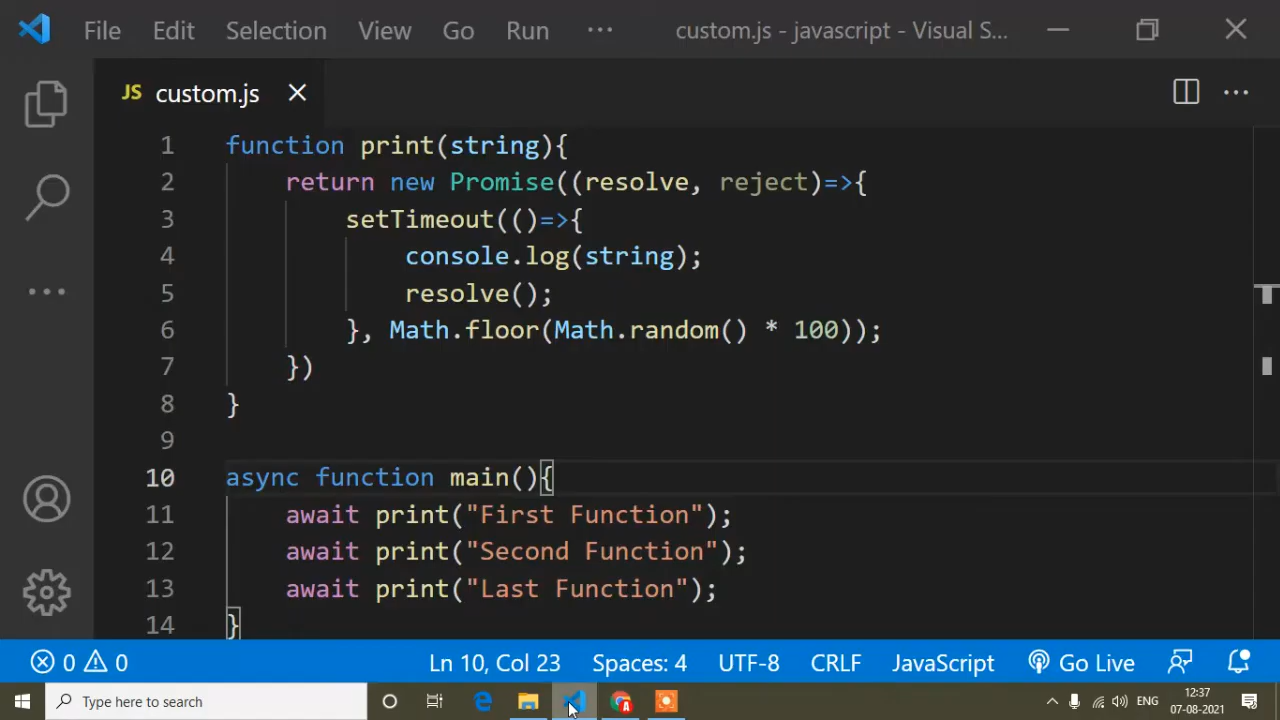 File Edit Selection View Go Run ··· custom.js - javascript - Visual S...
JS custom.js
1 function print(string){
2 return new Promise((resolve, reject)=>{
3 setTimeout(()=>{
4 console.log(string);
5 resolve();
6 }, Math.floor(Math.random() * 100));
7 })
8 }
9
10 async function main(){
11 await print("First Function");
12 await print("Second Function");
13 await print("Last Function");
14 }
0 0 Ln 10, Col 23 Spaces: 4 UTF-8 CRLF JavaScript Go Live
Type here to search ENG 12:37
07-08-2021